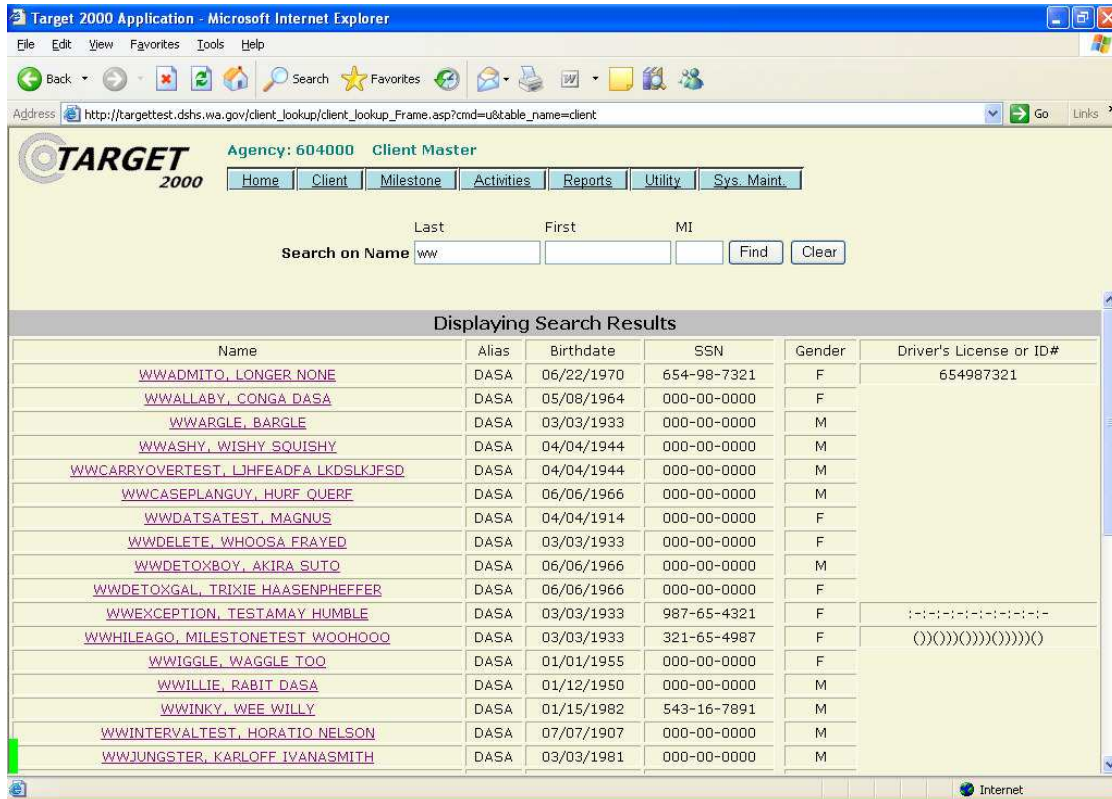 Target 2000 Application - Microsoft Internet Explorer
File Edit View Favorites Tools Help
Back Search Favorites
Address http://targettest.dshs.wa.gov/client_lookup/client_lookup_Frame.asp?cmd=u&table_name=client Go Links
TARGET 2000
Agency: 604000 Client Master
Home Client Milestone Activities Reports Utility Sys. Maint.
Last First MI
Search on Name ww Find Clear
Displaying Search Results
Name Alias Birthdate SSN Gender Driver's License or ID#
WWADMITO, LONGER NONE DASA 06/22/1970 654-98-7321 F 654987321
WWALLABY, CONGA DASA DASA 05/08/1964 000-00-0000 F
WWARGLE, BARGLE DASA 03/03/1933 000-00-0000 M
WWASHY, WISHY SQUISHY DASA 04/04/1944 000-00-0000 M
WWCARRYOVERTEST, LJHFEADFA LKDSLKJFSD DASA 04/04/1944 000-00-0000 M
WWCASEPLANGUY, HURF QUERF DASA 06/06/1966 000-00-0000 M
WWDATSATEST, MAGNUS DASA 04/04/1914 000-00-0000 F
WWDELETE, WHOOSA FRAYED DASA 03/03/1933 000-00-0000 F
WWDETOXBOY, AKIRA SUTO DASA 06/06/1966 000-00-0000 M
WWDETOXGAL, TRIXIE HAASENPHEFFER DASA 06/06/1966 000-00-0000 F
WWEXCEPTION, TESTAMAY HUMBLE DASA 03/03/1933 987-65-4321 F :-:-:-:-:-:-:-:-:-:-
WWHILEAGO, MILESTONETEST WOOHOOO DASA 03/03/1933 321-65-4987 F ())()))())))()))))()
WWIGGLE, WAGGLE TOO DASA 01/01/1955 000-00-0000 F
WWILLIE, RABIT DASA DASA 01/12/1950 000-00-0000 M
WWINKY, WEE WILLY DASA 01/15/1982 543-16-7891 M
WWINTERVALTEST, HORATIO NELSON DASA 07/07/1907 000-00-0000 M
WWJUNGSTER, KARLOFF IVANASMITH DASA 03/03/1981 000-00-0000 M
Internet